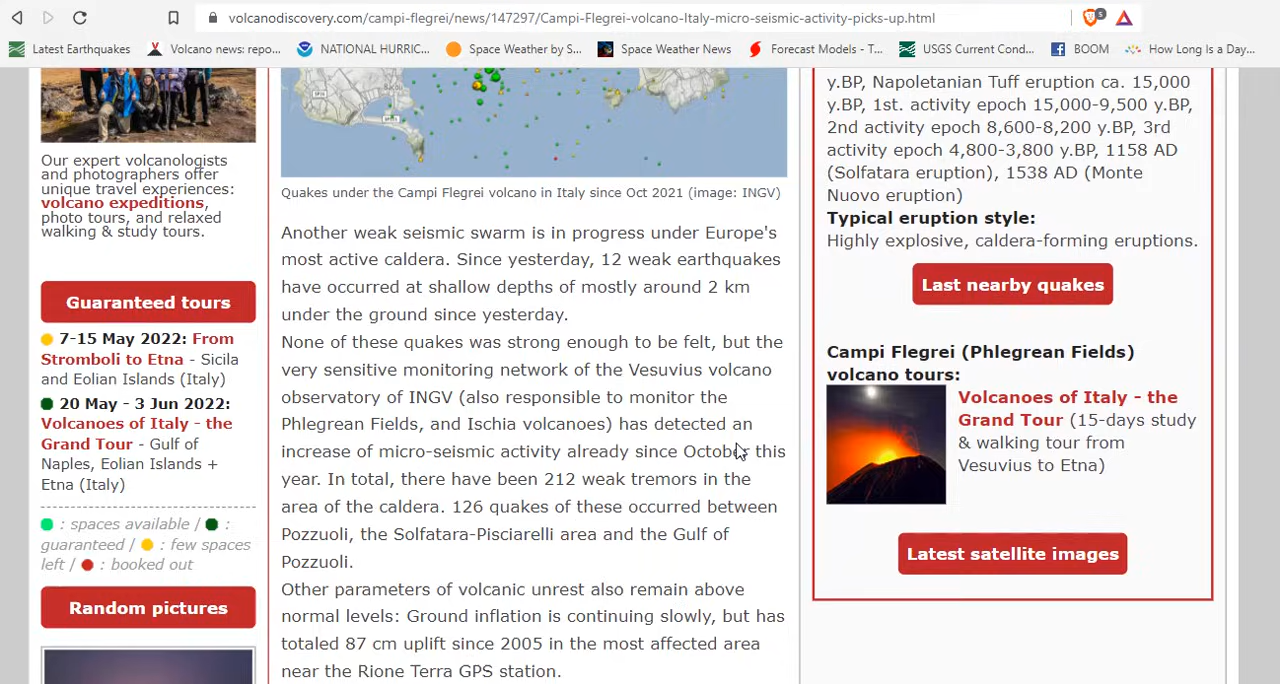 volcanodiscovery.com/campi-flegrei/news/147297/Campi-Flegrei-volcano-Italy-micro-seismic-activity-picks-up.html
5
Latest Earthquakes
Volcano news: repo...
NATIONAL HURRIC...
Space Weather by S...
Space Weather News
Forecast Models - T...
USGS Current Cond...
BOOM
How Long Is a Day...
Our expert volcanologists
and photographers offer
unique travel experiences:
volcano expeditions,
photo tours, and relaxed
walking & study tours.
Guaranteed tours
7-15 May 2022: From
Stromboli to Etna - Sicila
and Eolian Islands (Italy)
20 May - 3 Jun 2022:
Volcanoes of Italy - the
Grand Tour - Gulf of
Naples, Eolian Islands +
Etna (Italy)
: spaces available / :
guaranteed / : few spaces
left / : booked out
Random pictures
Quakes under the Campi Flegrei volcano in Italy since Oct 2021 (image: INGV)
Another weak seismic swarm is in progress under Europe's
most active caldera. Since yesterday, 12 weak earthquakes
have occurred at shallow depths of mostly around 2 km
under the ground since yesterday.
None of these quakes was strong enough to be felt, but the
very sensitive monitoring network of the Vesuvius volcano
observatory of INGV (also responsible to monitor the
Phlegrean Fields, and Ischia volcanoes) has detected an
increase of micro-seismic activity already since October this
year. In total, there have been 212 weak tremors in the
area of the caldera. 126 quakes of these occurred between
Pozzuoli, the Solfatara-Pisciarelli area and the Gulf of
Pozzuoli.
Other parameters of volcanic unrest also remain above
normal levels: Ground inflation is continuing slowly, but has
totaled 87 cm uplift since 2005 in the most affected area
near the Rione Terra GPS station.
y.BP, Napoletanian Tuff eruption ca. 15,000
y.BP, 1st. activity epoch 15,000-9,500 y.BP,
2nd activity epoch 8,600-8,200 y.BP, 3rd
activity epoch 4,800-3,800 y.BP, 1158 AD
(Solfatara eruption), 1538 AD (Monte
Nuovo eruption)
Typical eruption style:
Highly explosive, caldera-forming eruptions.
Last nearby quakes
Campi Flegrei (Phlegrean Fields)
volcano tours:
Volcanoes of Italy - the
Grand Tour (15-days study
& walking tour from
Vesuvius to Etna)
Latest satellite images